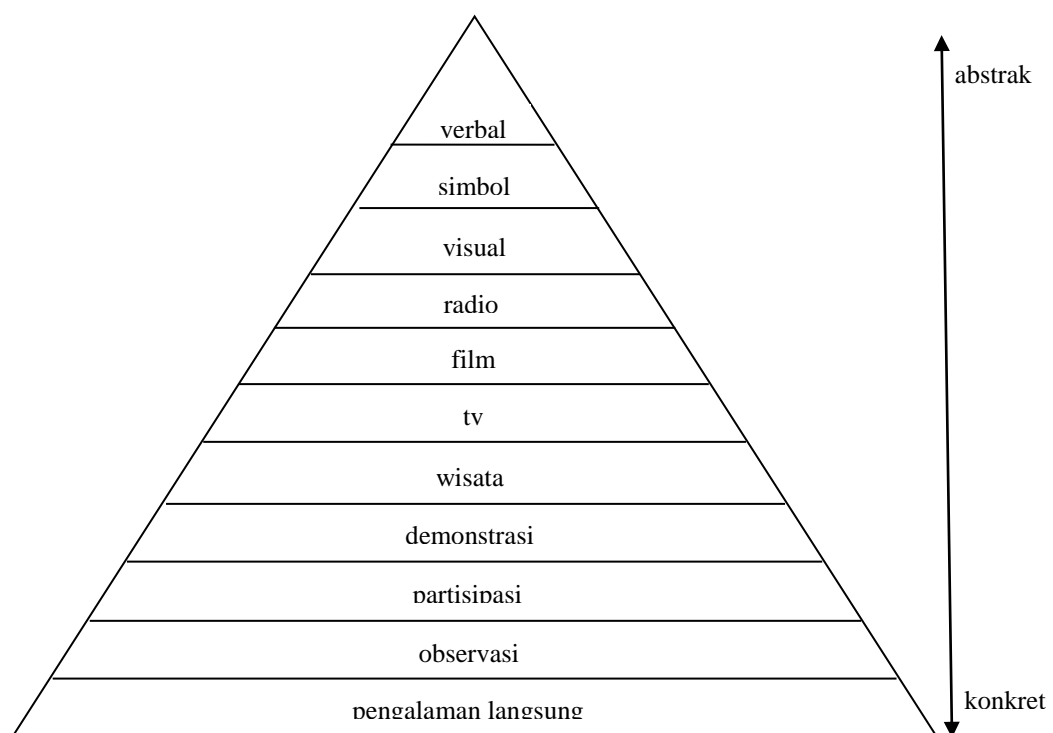 abstrak
verbal
simbol
visual
radio
film
tv
wisata
demonstrasi
partisipasi
observasi
pengalaman langsung
konkret